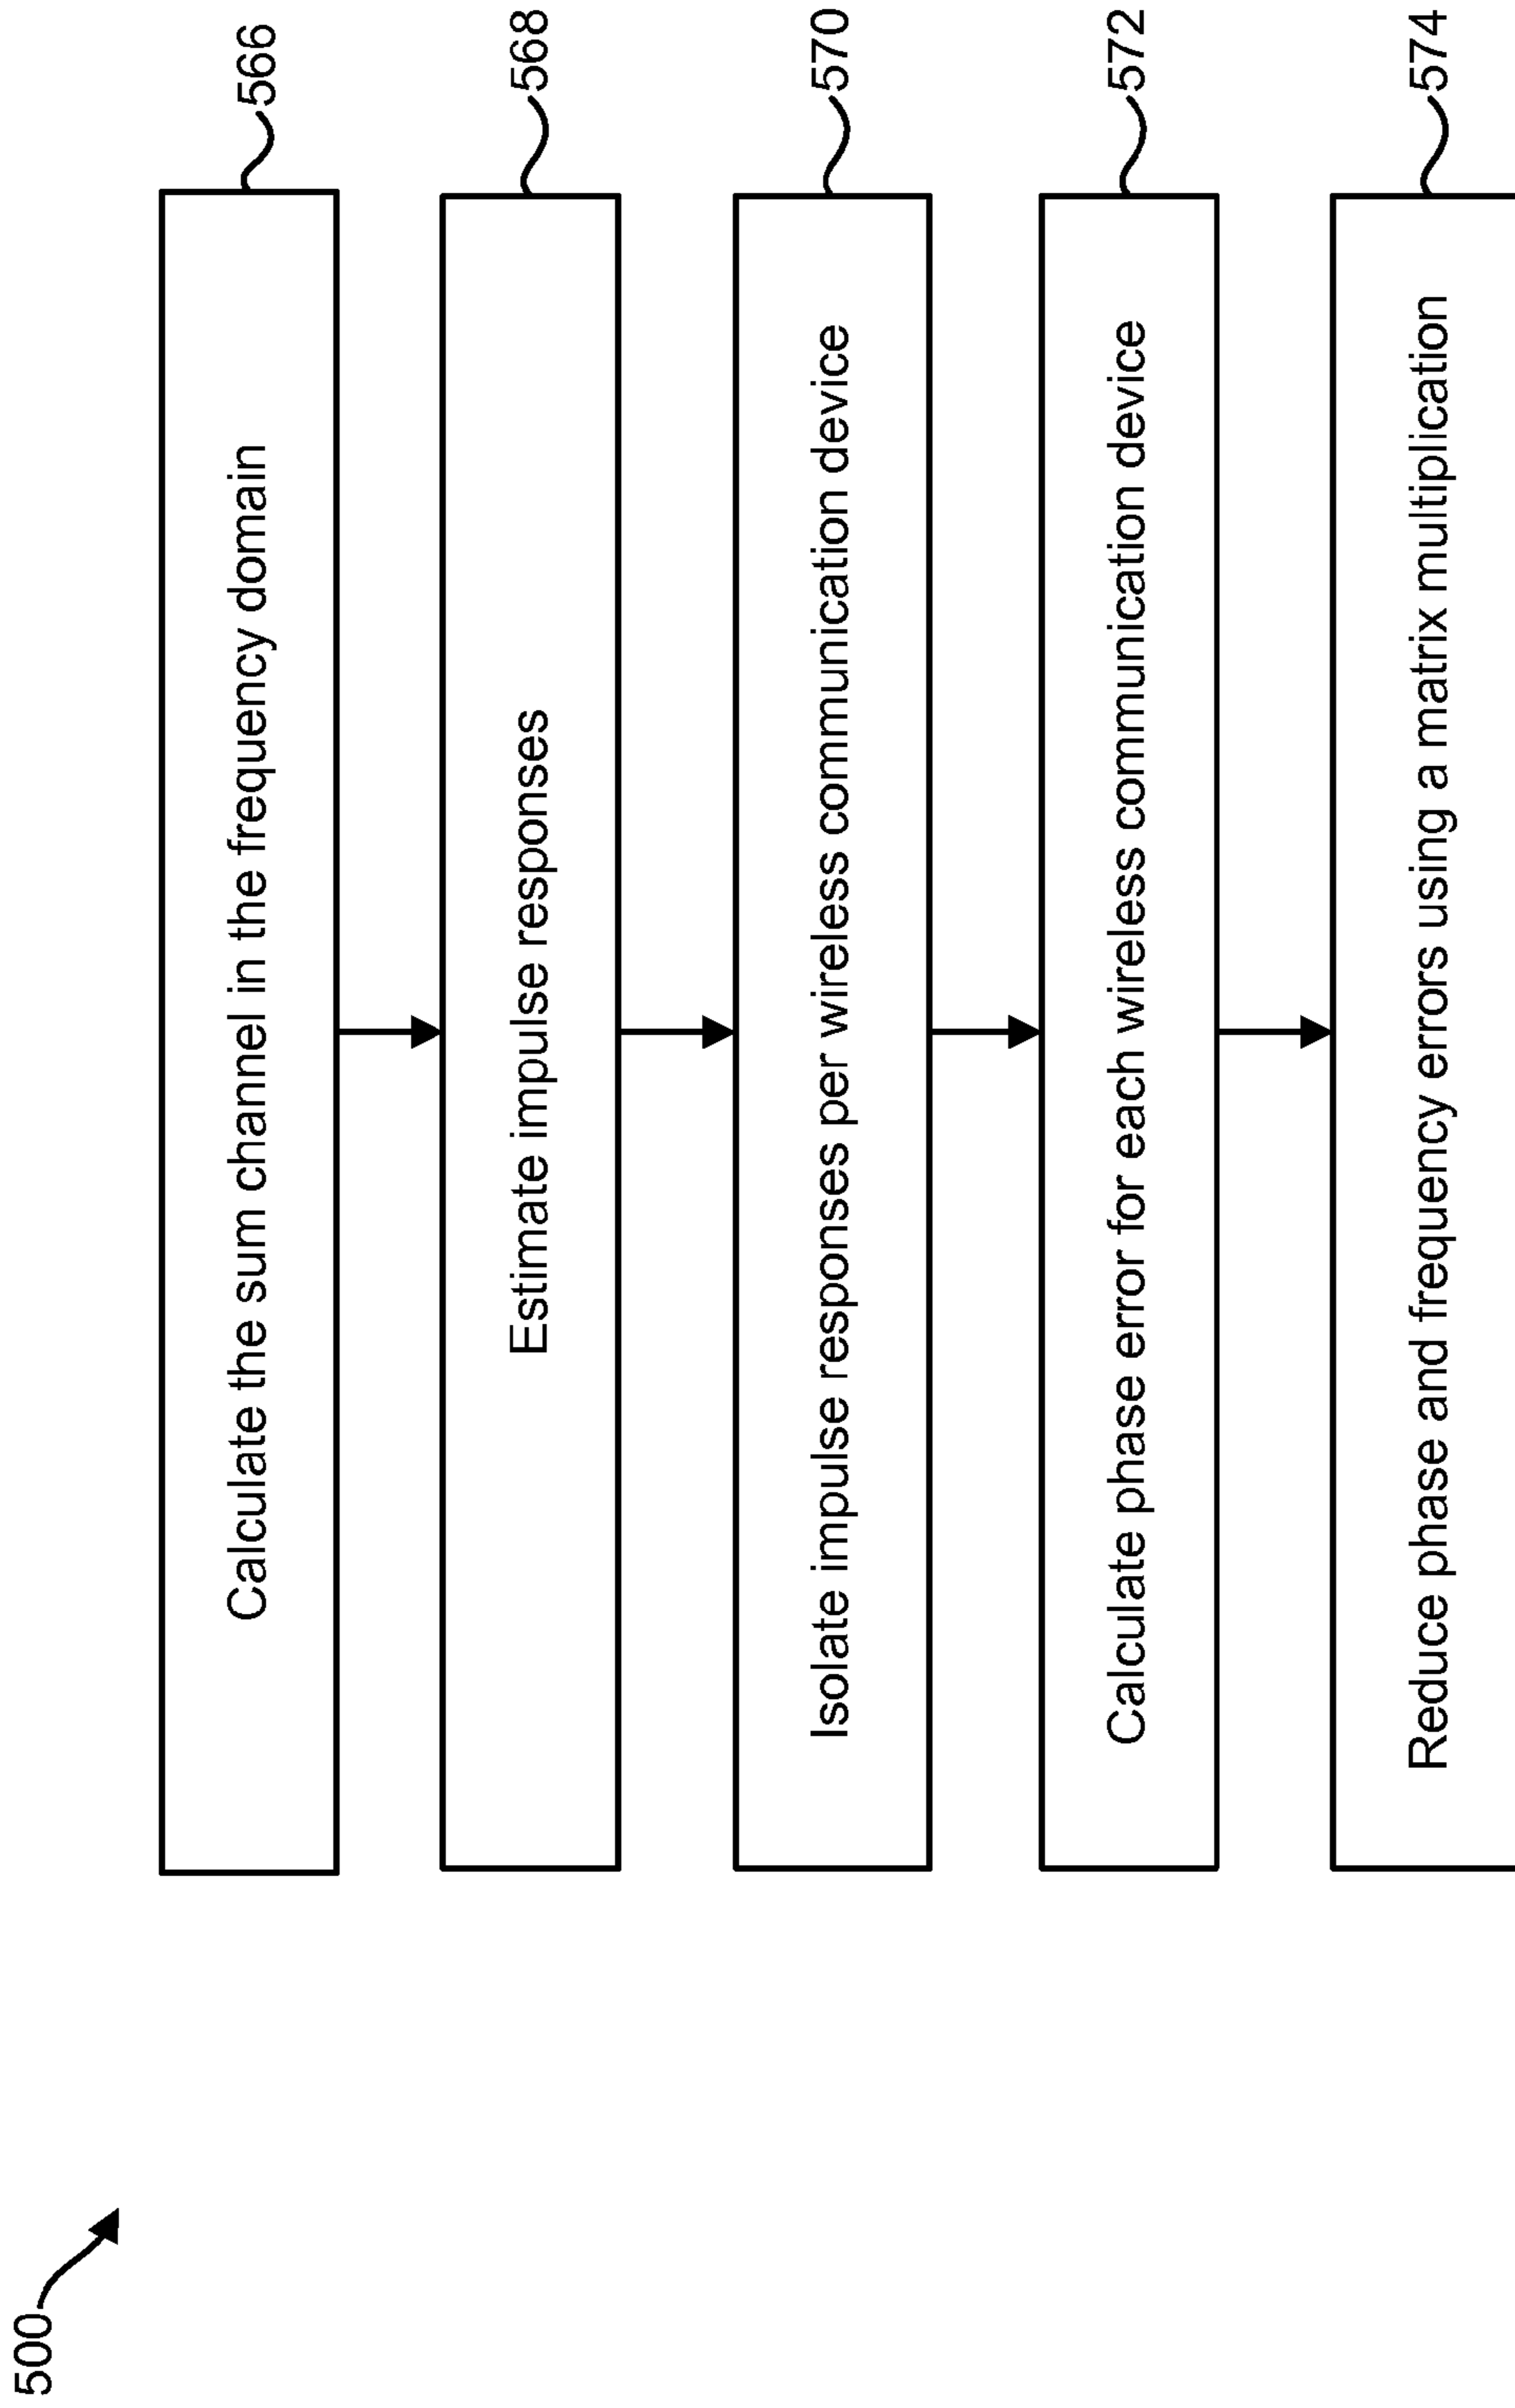 500
Calculate the sum channel in the frequency domain
566
Estimate impulse responses
568
Isolate impulse responses per wireless communication device
570
Calculate phase error for each wireless communication device
572
Reduce phase and frequency errors using a matrix multiplication
574